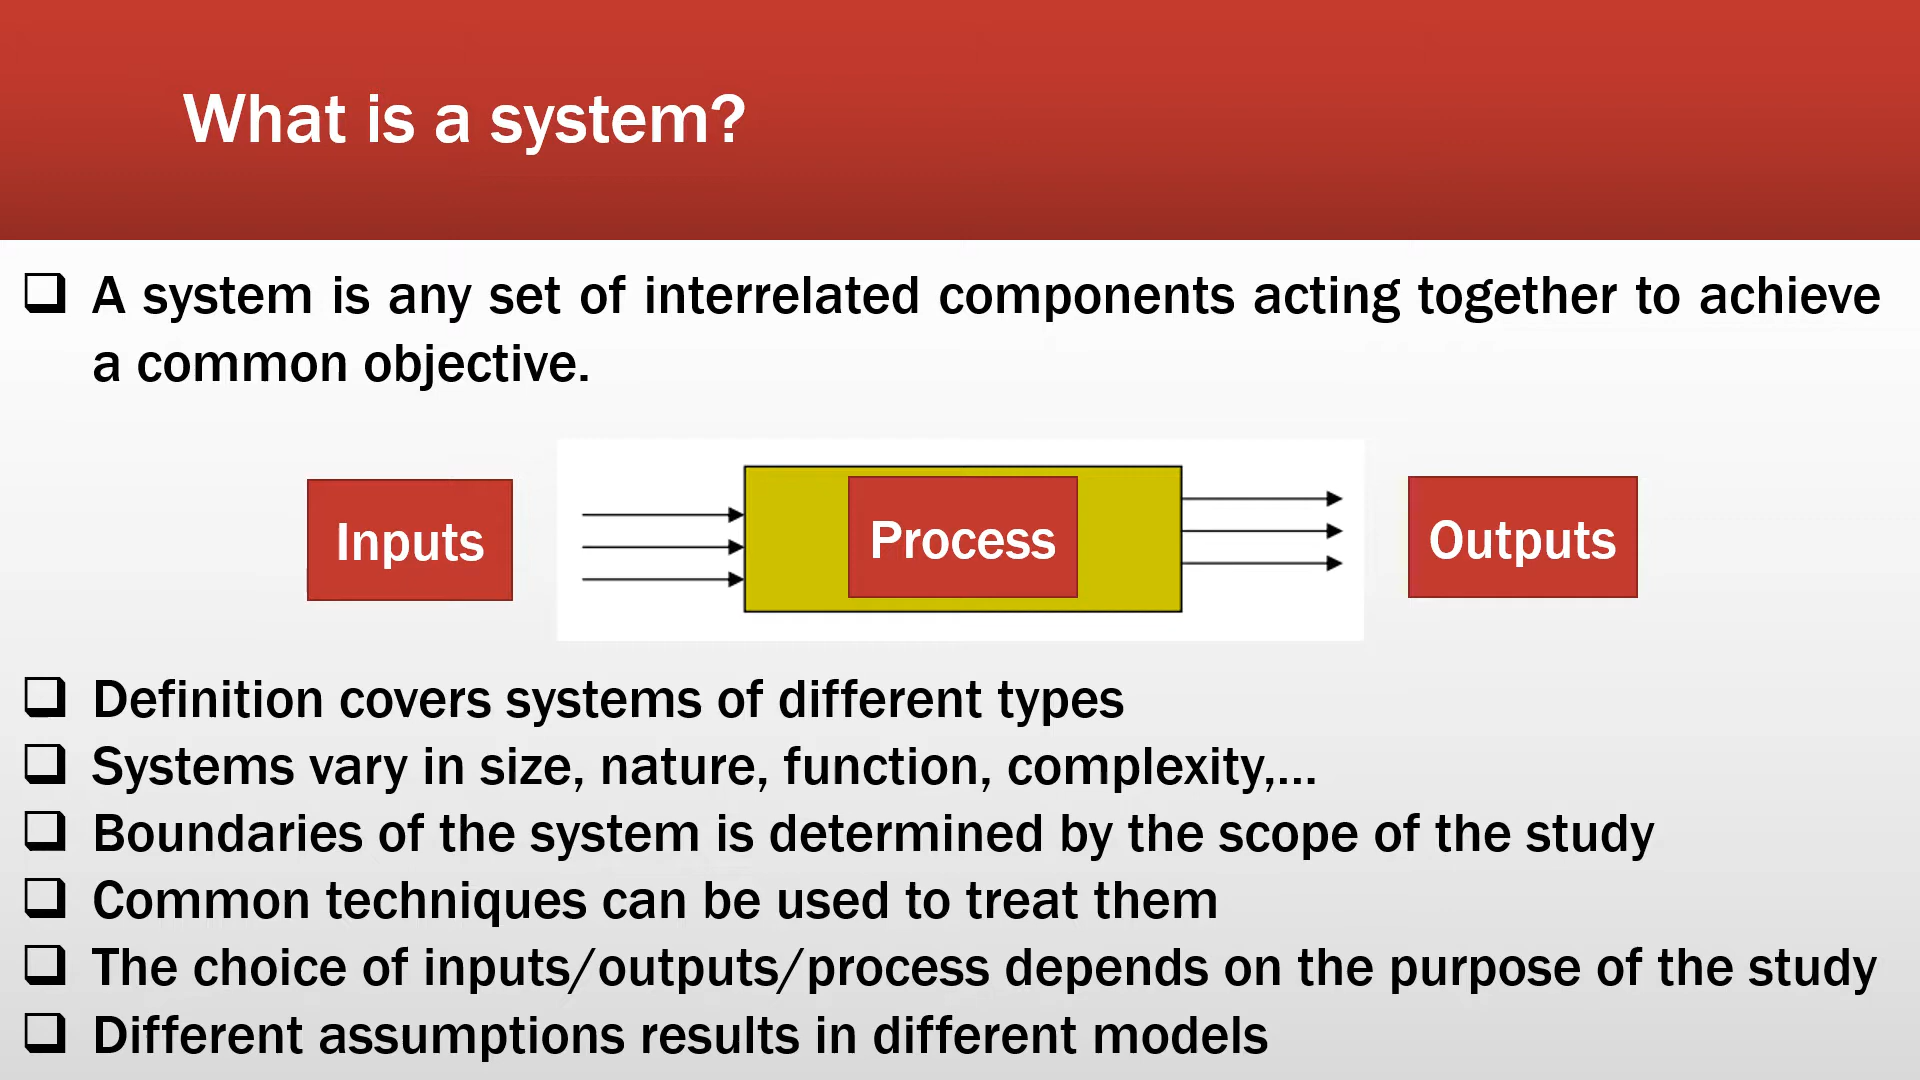 What is a system?
A system is any set of interrelated components acting together to achieve
a common objective.
Inputs
Process
Outputs
Definition covers systems of different types
Systems vary in size, nature, function, complexity,...
Boundaries of the system is determined by the scope of the study
Common techniques can be used to treat them
The choice of inputs/outputs/process depends on the purpose of the study
Different assumptions results in different models